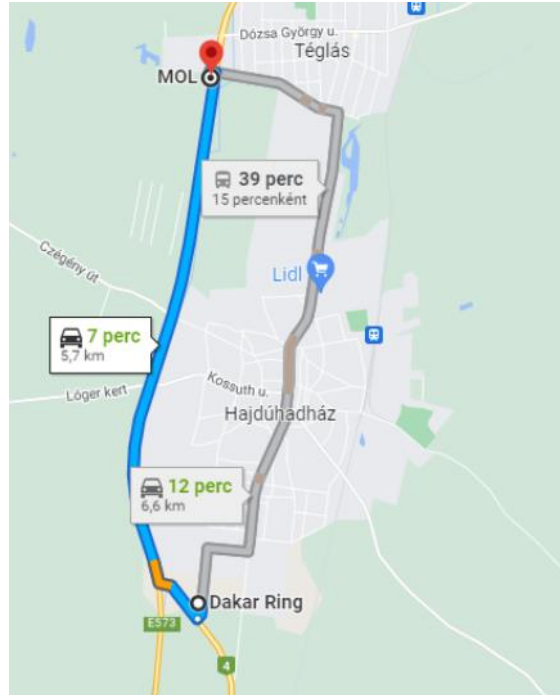 Dózsa György u.
Téglás
MOL
39 perc
15 percenként
Czégény út
Lidl
7 perc
5,7 km
Lóger kert
Kossuth u.
Hajdúhadház
12 perc
6,6 km
Dakar Ring
E573
4